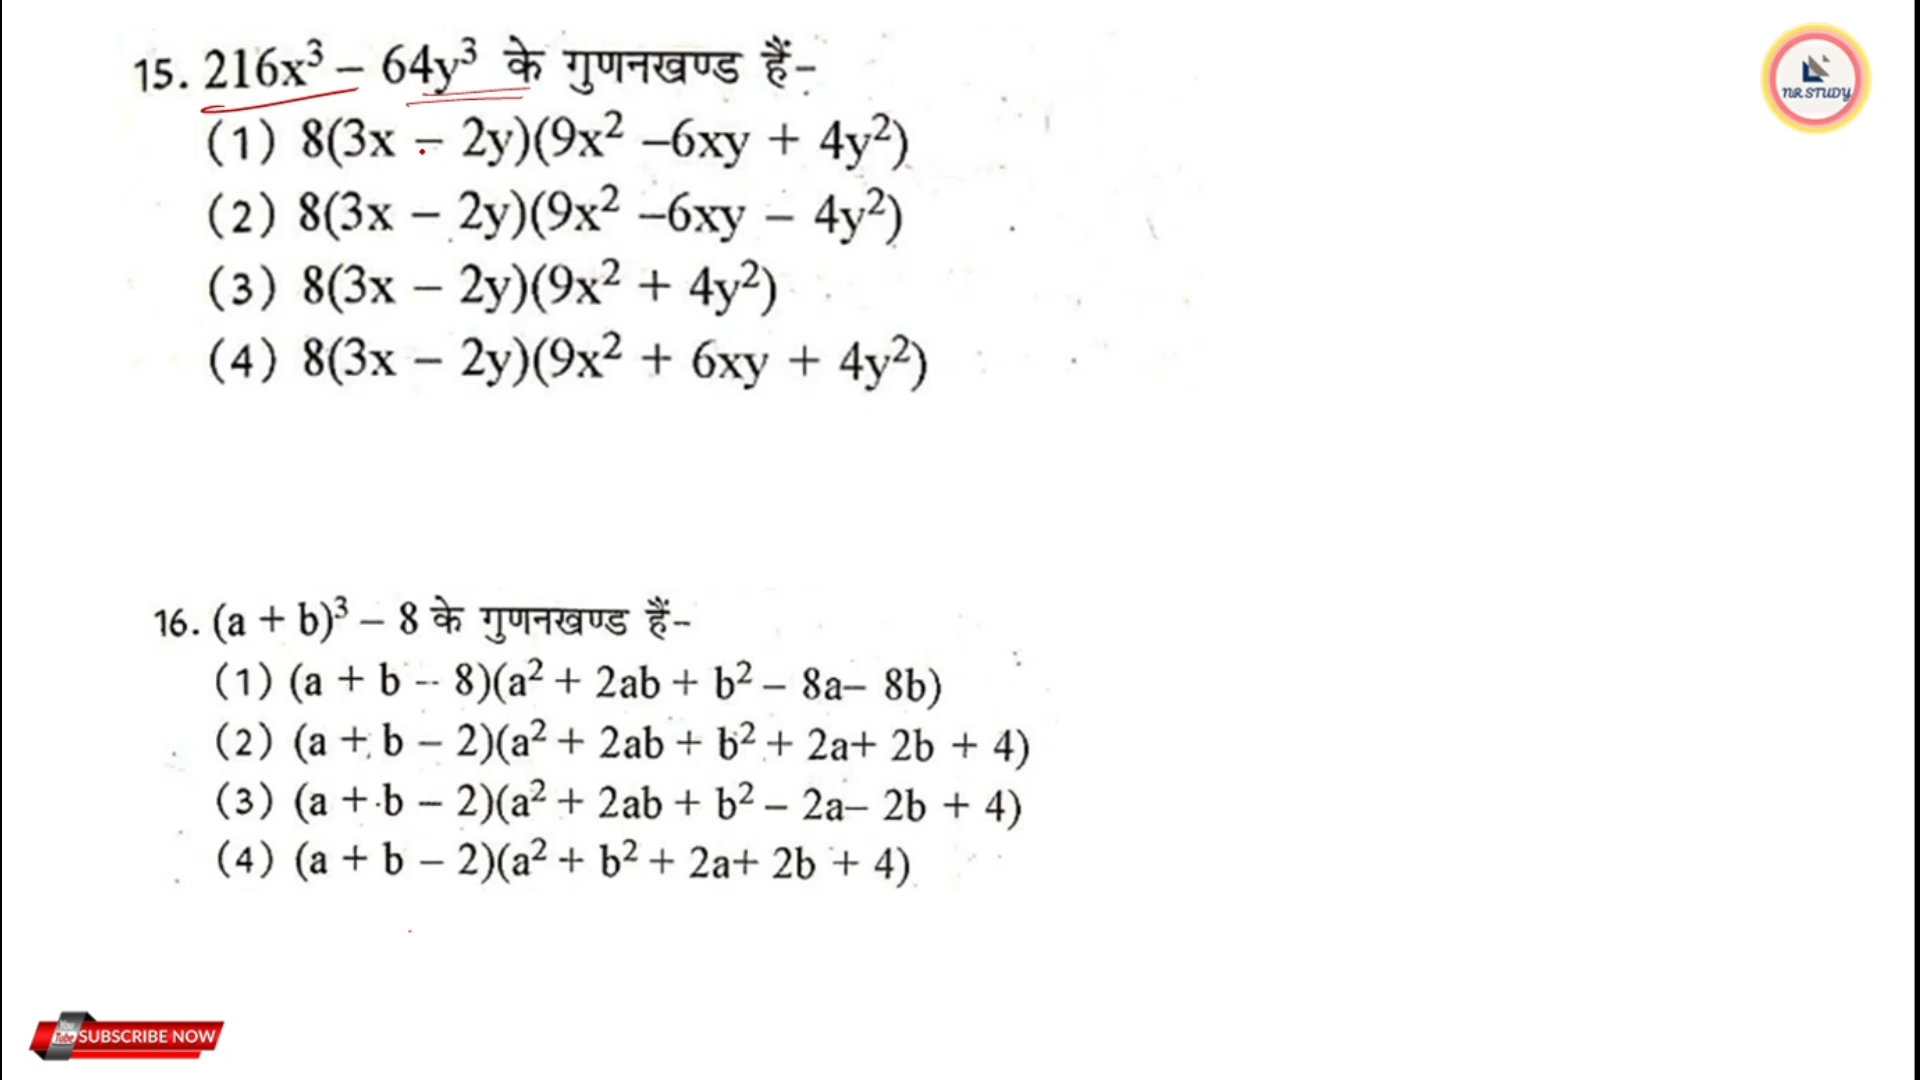 NR STUDY
15. 216x³ – 64y³ के गुणनखण्ड हैं-
(1) 8(3x – 2y)(9x² –6xy + 4y²)
(2) 8(3x – 2y)(9x² –6xy – 4y²)
(3) 8(3x – 2y)(9x² + 4y²)
(4) 8(3x – 2y)(9x² + 6xy + 4y²)
16. (a + b)³ – 8 के गुणनखण्ड हैं-
(1) (a + b -- 8)(a² + 2ab + b² – 8a– 8b)
(2) (a + b – 2)(a² + 2ab + b² + 2a+ 2b + 4)
(3) (a + b – 2)(a² + 2ab + b² – 2a– 2b + 4)
(4) (a + b – 2)(a² + b² + 2a+ 2b + 4)
You Tube SUBSCRIBE NOW